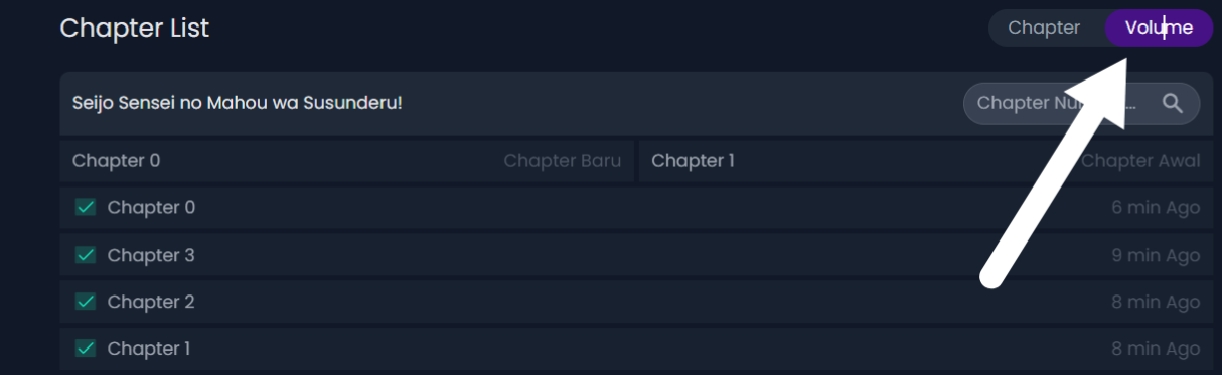 Chapter List
Chapter Volume
Seijo Sensei no Mahou wa Susunderu!
Chapter
Chapter 0 Chapter Baru Chapter 1 Chapter Awal
Chapter 0 6 min Ago
Chapter 3 9 min Ago
Chapter 2 8 min Ago
Chapter 1 8 min Ago